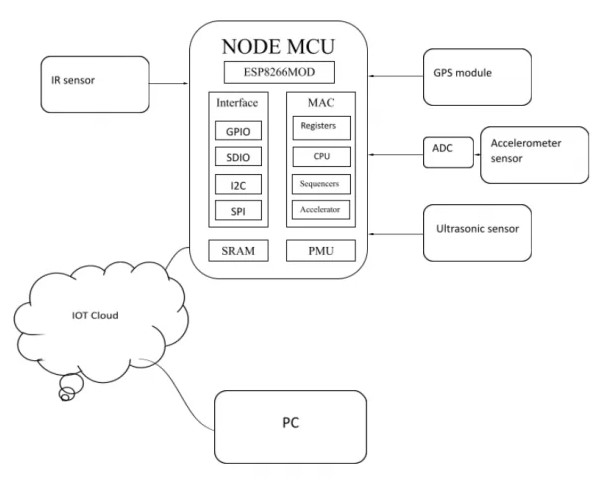 NODE MCU
ESP8266MOD
IR sensor
Interface
GPIO
SDIO
I2C
SPI
MAC
Registers
CPU
Sequencers
Accelerator
SRAM
PMU
GPS module
ADC
Accelerometer
sensor
Ultrasonic sensor
IOT Cloud
PC